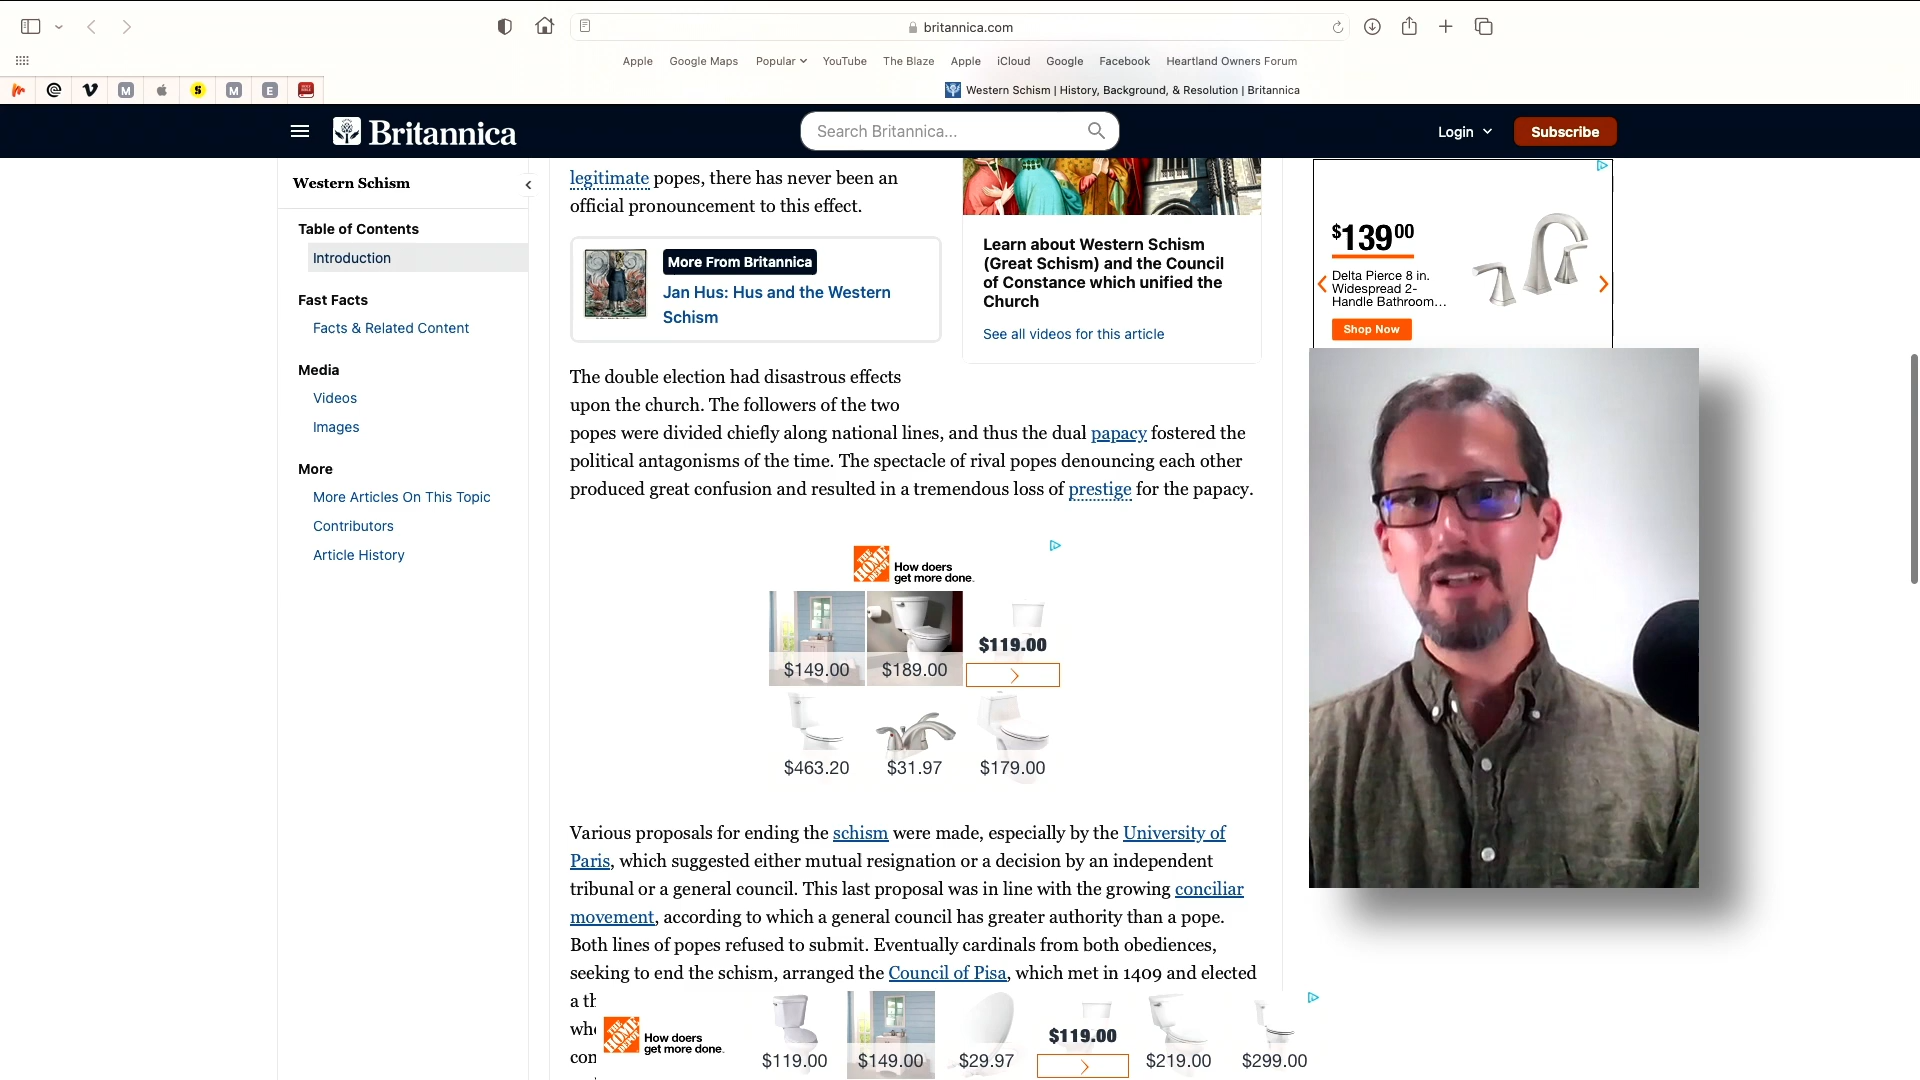 britannica.com
Apple Google Maps Popular YouTube The Blaze Apple iCloud Google Facebook Heartland Owners Forum
M S M E
Western Schism | History, Background, & Resolution | Britannica
Britannica
Search Britannica...
Login
Subscribe
Western Schism
Table of Contents
Introduction
Fast Facts
Facts & Related Content
Media
Videos
Images
More
More Articles On This Topic
Contributors
Article History
legitimate popes, there has never been an
official pronouncement to this effect.
More From Britannica
Jan Hus: Hus and the Western
Schism
Learn about Western Schism
(Great Schism) and the Council
of Constance which unified the
Church
See all videos for this article
$13900
Delta Pierce 8 in.
Widespread 2-
Handle Bathroom...
Shop Now
The double election had disastrous effects
upon the church. The followers of the two
popes were divided chiefly along national lines, and thus the dual papacy fostered the
political antagonisms of the time. The spectacle of rival popes denouncing each other
produced great confusion and resulted in a tremendous loss of prestige for the papacy.
THE HOME DEPOT
How doers
get more done.
$149.00 $189.00 $119.00
$463.20 $31.97 $179.00
Various proposals for ending the schism were made, especially by the University of
Paris, which suggested either mutual resignation or a decision by an independent
tribunal or a general council. This last proposal was in line with the growing conciliar
movement, according to which a general council has greater authority than a pope.
Both lines of popes refused to submit. Eventually cardinals from both obediences,
seeking to end the schism, arranged the Council of Pisa, which met in 1409 and elected
a
THE HOME DEPOT
How doers
get more done.
$119.00 $149.00 $29.97 $119.00 $219.00 $299.00